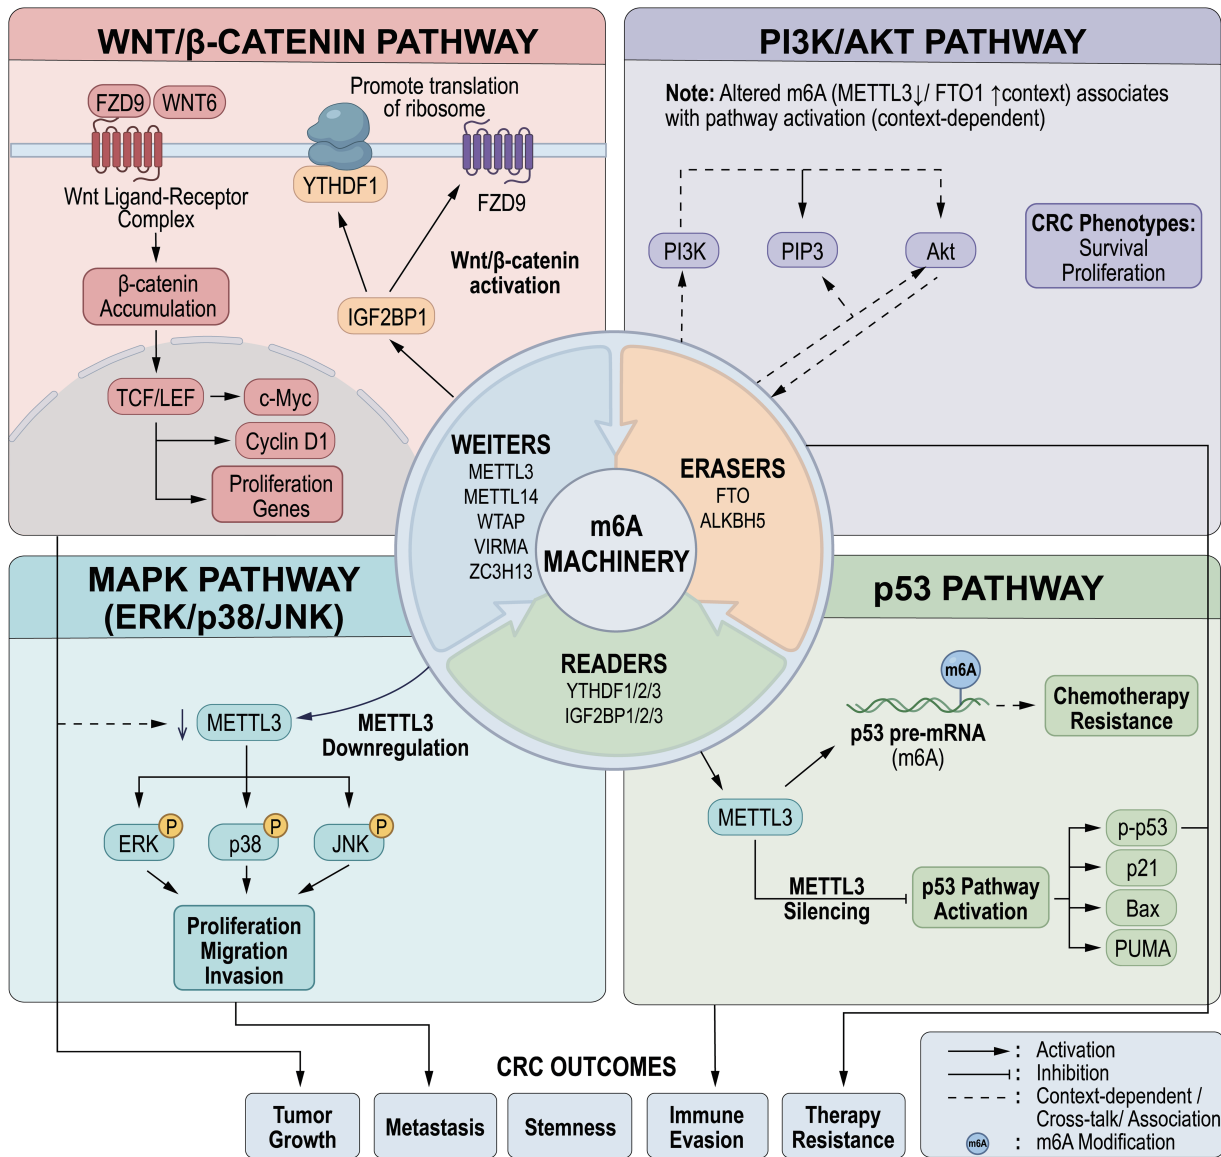 WNT/β-CATENIN PATHWAY
FZD9
WNT6
Wnt Ligand-Receptor
Complex
β-catenin
Accumulation
TCF/LEF
c-Myc
Cyclin D1
Proliferation
Genes
Promote translation
of ribosome
YTHDF1
FZD9
IGF2BP1
Wnt/β-catenin
activation
PI3K/AKT PATHWAY
Note: Altered m6A (METTL3↓/ FTO1 ↑context) associates
with pathway activation (context-dependent)
PI3K
PIP3
Akt
CRC Phenotypes:
Survival
Proliferation
WEITERS
METTL3
METTL14
WTAP
VIRMA
ZC3H13
ERASERS
FTO
ALKBH5
m6A
MACHINERY
READERS
YTHDF1/2/3
IGF2BP1/2/3
MAPK PATHWAY
(ERK/p38/JNK)
↓ METTL3
METTL3
Downregulation
ERK
P
p38
P
JNK
P
Proliferation
Migration
Invasion
p53 PATHWAY
m6A
p53 pre-mRNA
(m6A)
Chemotherapy
Resistance
METTL3
METTL3
Silencing
p53 Pathway
Activation
p-p53
p21
Bax
PUMA
CRC OUTCOMES
Tumor
Growth
Metastasis
Stemness
Immune
Evasion
Therapy
Resistance
: Activation
: Inhibition
: Context-dependent /
Cross-talk/ Association
m6A : m6A Modification